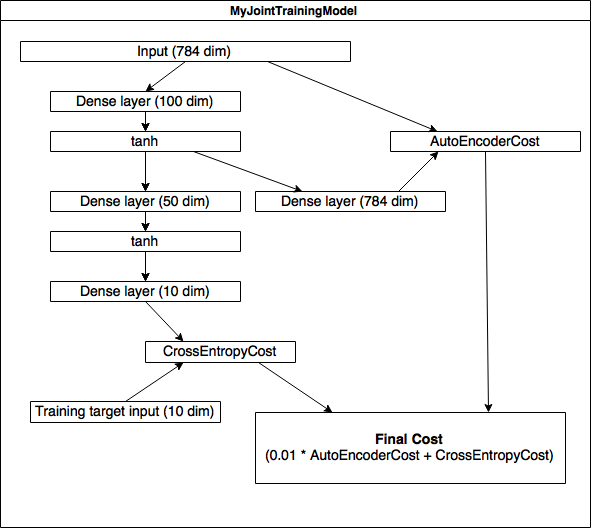 MyJointTrainingModel
Input (784 dim)
Dense layer (100 dim)
tanh
AutoEncoderCost
Dense layer (50 dim)
Dense layer (784 dim)
tanh
Dense layer (10 dim)
CrossEntropyCost
Training target input (10 dim)
Final Cost
(0.01 * AutoEncoderCost + CrossEntropyCost)